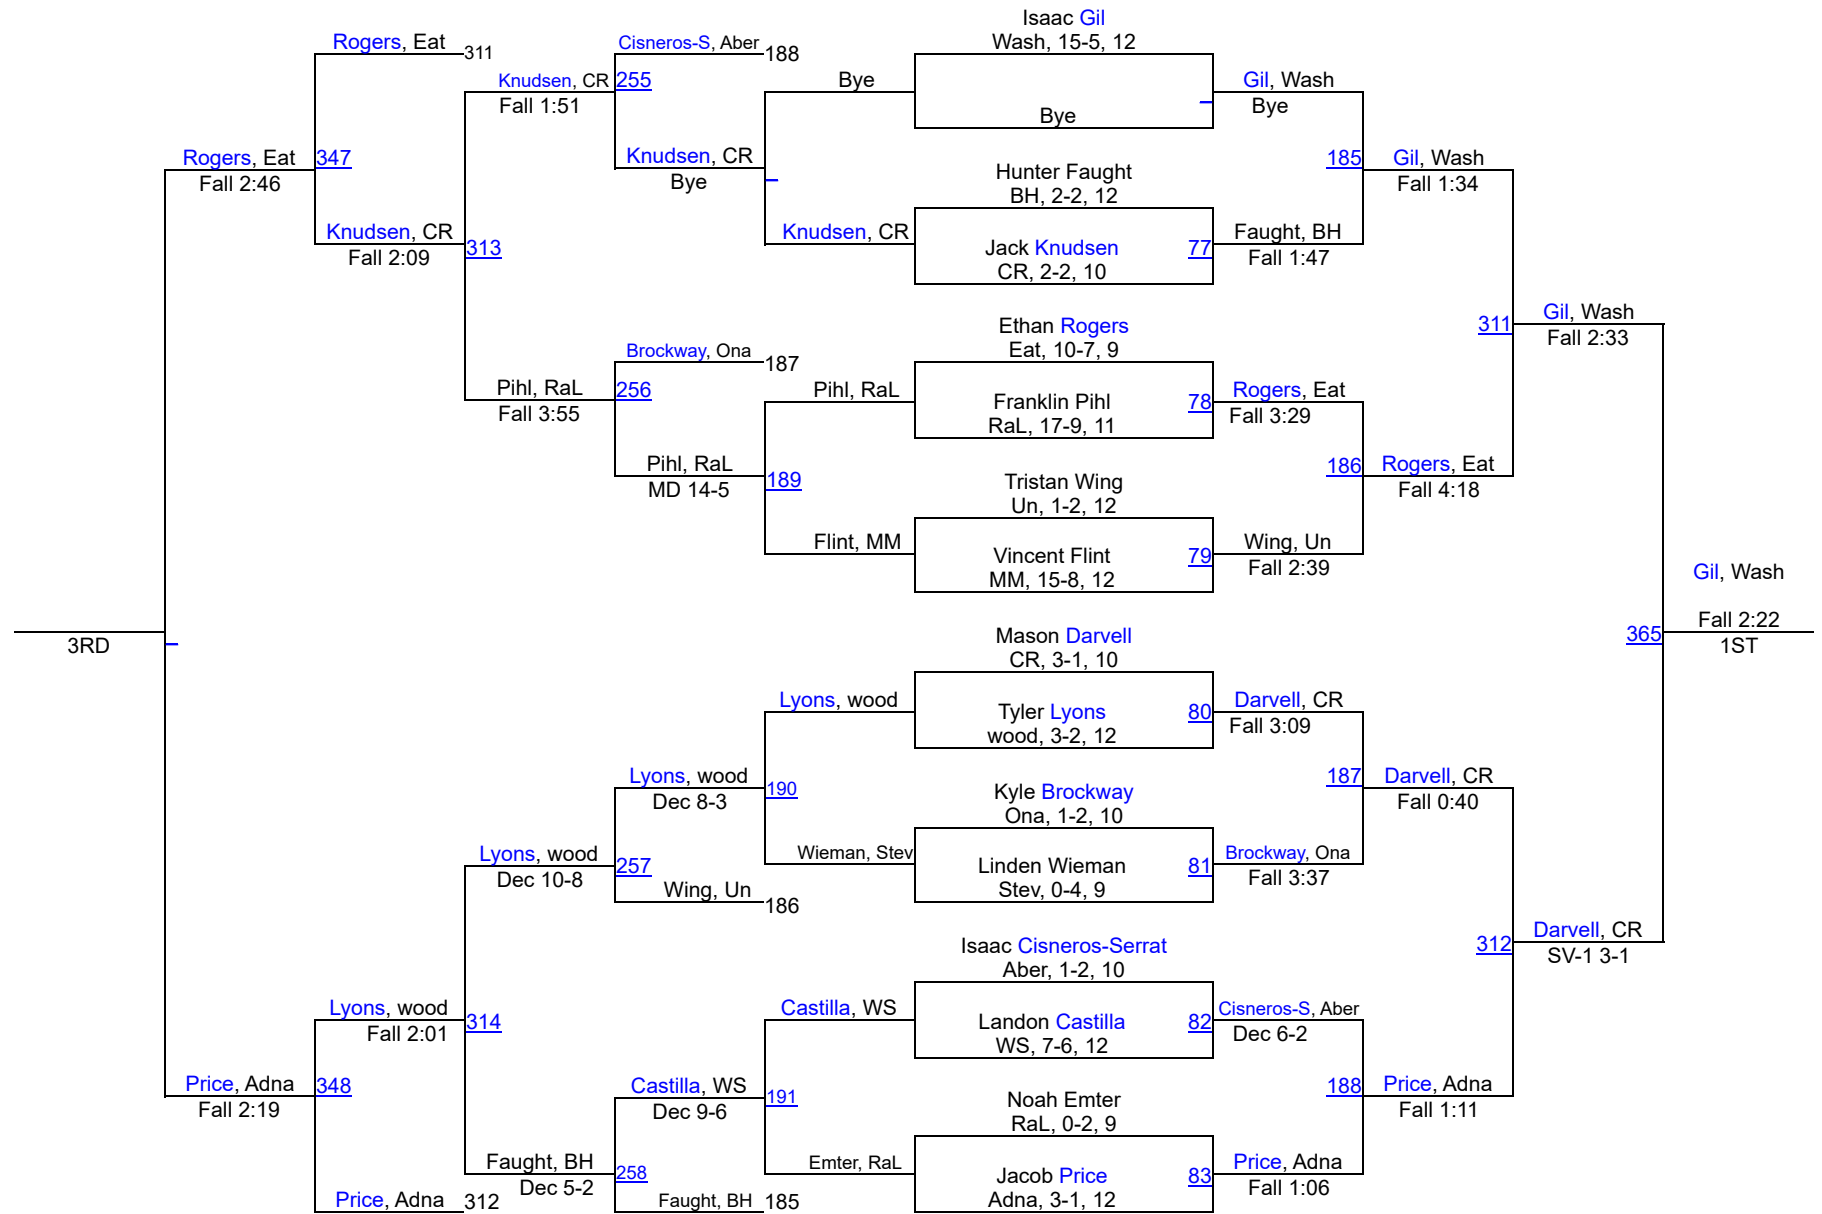 Isaac Gil
Wash, 15-5, 12
Bye
Hunter Faught
BH, 2-2, 12
Jack Knudsen
CR, 2-2, 10
77
Ethan Rogers
Eat, 10-7, 9
Franklin Pihl
RaL, 17-9, 11
78
Tristan Wing
Un, 1-2, 12
Vincent Flint
MM, 15-8, 12
79
Mason Darvell
CR, 3-1, 10
Tyler Lyons
wood, 3-2, 12
80
Kyle Brockway
Ona, 1-2, 10
Linden Wieman
Stev, 0-4, 9
81
Isaac Cisneros-Serrat
Aber, 1-2, 10
Landon Castilla
WS, 7-6, 12
82
Noah Emter
RaL, 0-2, 9
Jacob Price
Adna, 3-1, 12
83
Gil, Wash
Bye
185
Faught, BH
Fall 1:47
Rogers, Eat
Fall 3:29
186
Wing, Un
Fall 2:39
Darvell, CR
Fall 3:09
187
Brockway, Ona
Fall 3:37
Cisneros-S, Aber
Dec 6-2
188
Price, Adna
Fall 1:06
Gil, Wash
Fall 1:34
311
Rogers, Eat
Fall 4:18
Darvell, CR
Fall 0:40
312
Price, Adna
Fall 1:11
Gil, Wash
Fall 2:33
365
Darvell, CR
SV-1 3-1
Gil, Wash
Fall 2:22
1ST
Bye
Knudsen, CR
Pihl, RaL
189
Flint, MM
Lyons, wood
190
Wieman, Stev
Castilla, WS
191
Emter, RaL
Cisneros-S, Aber
188
255
Knudsen, CR
Bye
Brockway, Ona
187
256
Pihl, RaL
MD 14-5
Lyons, wood
Dec 8-3
257
Wing, Un
186
Castilla, WS
Dec 9-6
258
Faught, BH
185
Knudsen, CR
Fall 1:51
313
Pihl, RaL
Fall 3:55
Lyons, wood
Dec 10-8
314
Faught, BH
Dec 5-2
Rogers, Eat
311
347
Knudsen, CR
Fall 2:09
Lyons, wood
Fall 2:01
348
Price, Adna
312
Rogers, Eat
Fall 2:46
Price, Adna
Fall 2:19
3RD